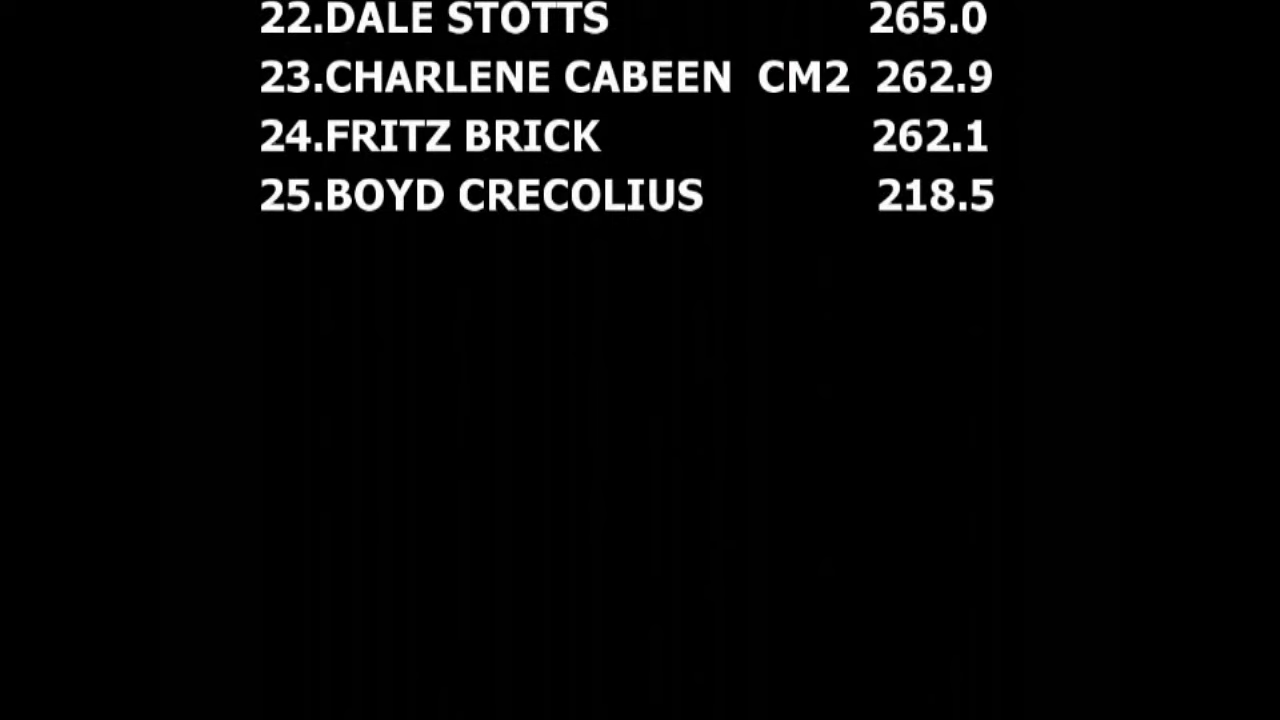 22.DALE STOTTS 265.0
23.CHARLENE CABEEN CM2 262.9
24.FRITZ BRICK 262.1
25.BOYD CRECOLIUS 218.5